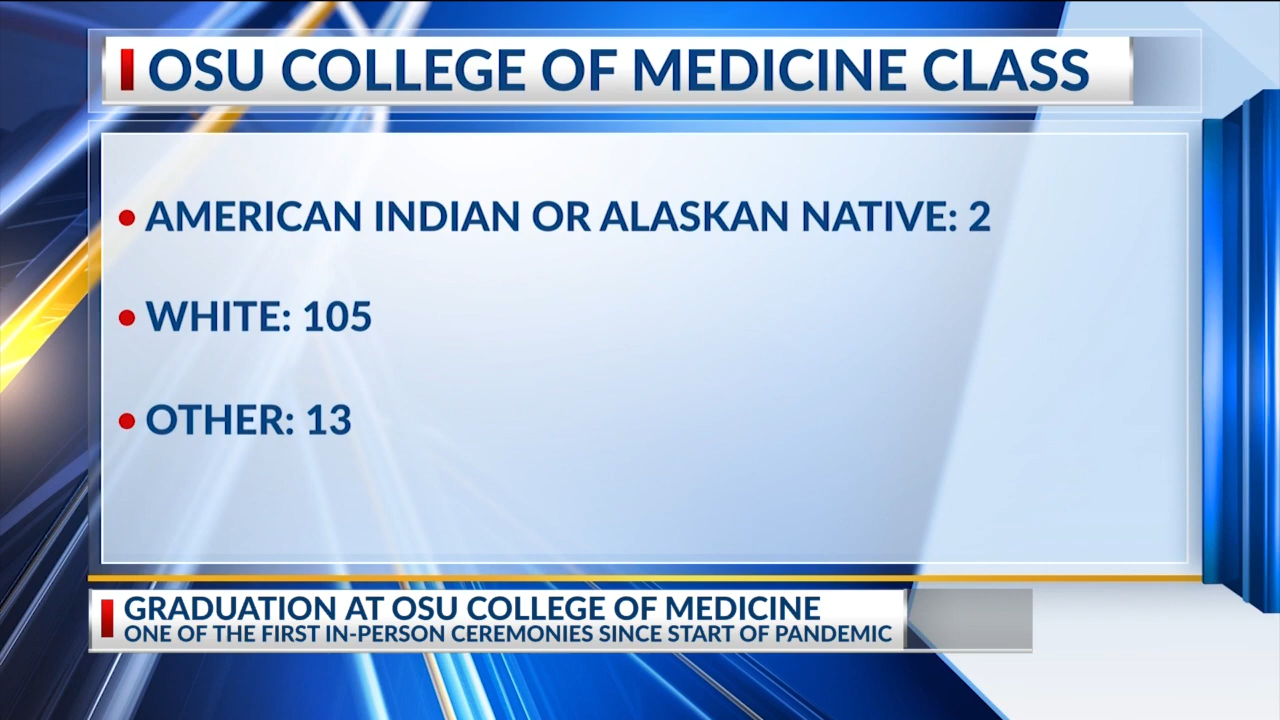 OSU COLLEGE OF MEDICINE CLASS
• AMERICAN INDIAN OR ALASKAN NATIVE: 2
• WHITE: 105
• OTHER: 13
GRADUATION AT OSU COLLEGE OF MEDICINE
ONE OF THE FIRST IN-PERSON CEREMONIES SINCE START OF PANDEMIC